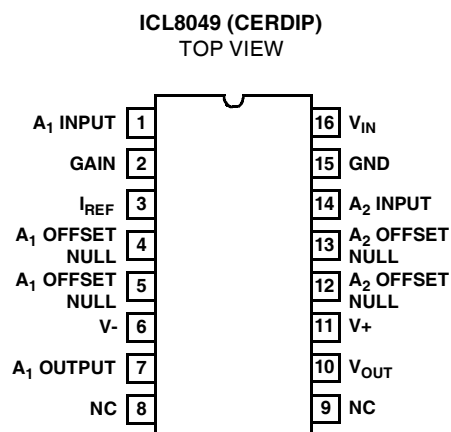 ICL8049 (CERDIP)
TOP VIEW
A1 INPUT 1
GAIN 2
IREF 3
A1 OFFSET
NULL 4
A1 OFFSET
NULL 5
V- 6
A1 OUTPUT 7
NC 8
16 VIN
15 GND
14 A2 INPUT
13 A2 OFFSET
NULL
12 A2 OFFSET
NULL
11 V+
10 VOUT
9 NC